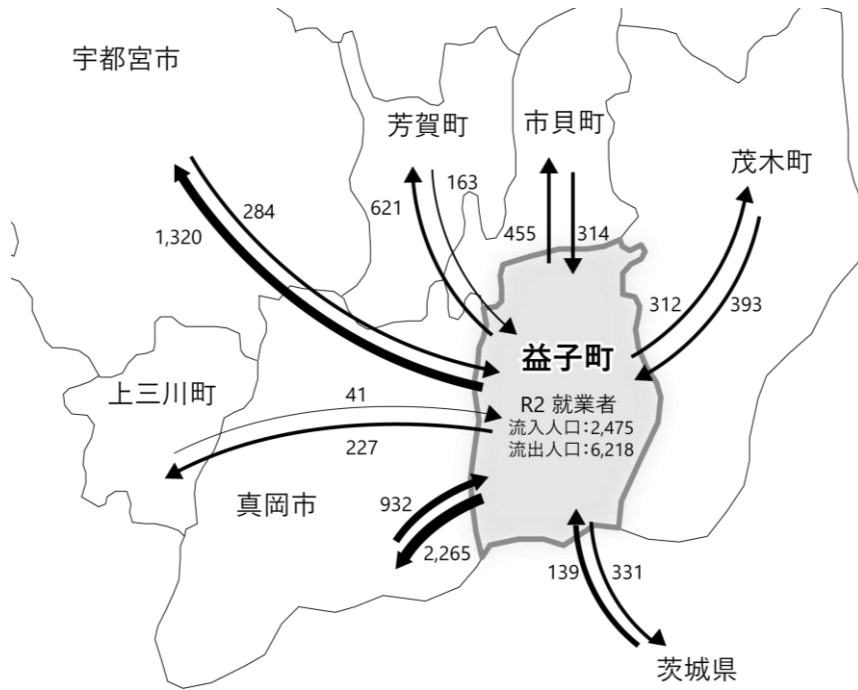 宇都宮市
芳賀町
市貝町
茂木町
163
284
621
1,320
455
314
312
393
益子町
上三川町
R2 就業者
流入人口:2,475
流出人口:6,218
41
227
真岡市
932
2,265
139
331
茨城県